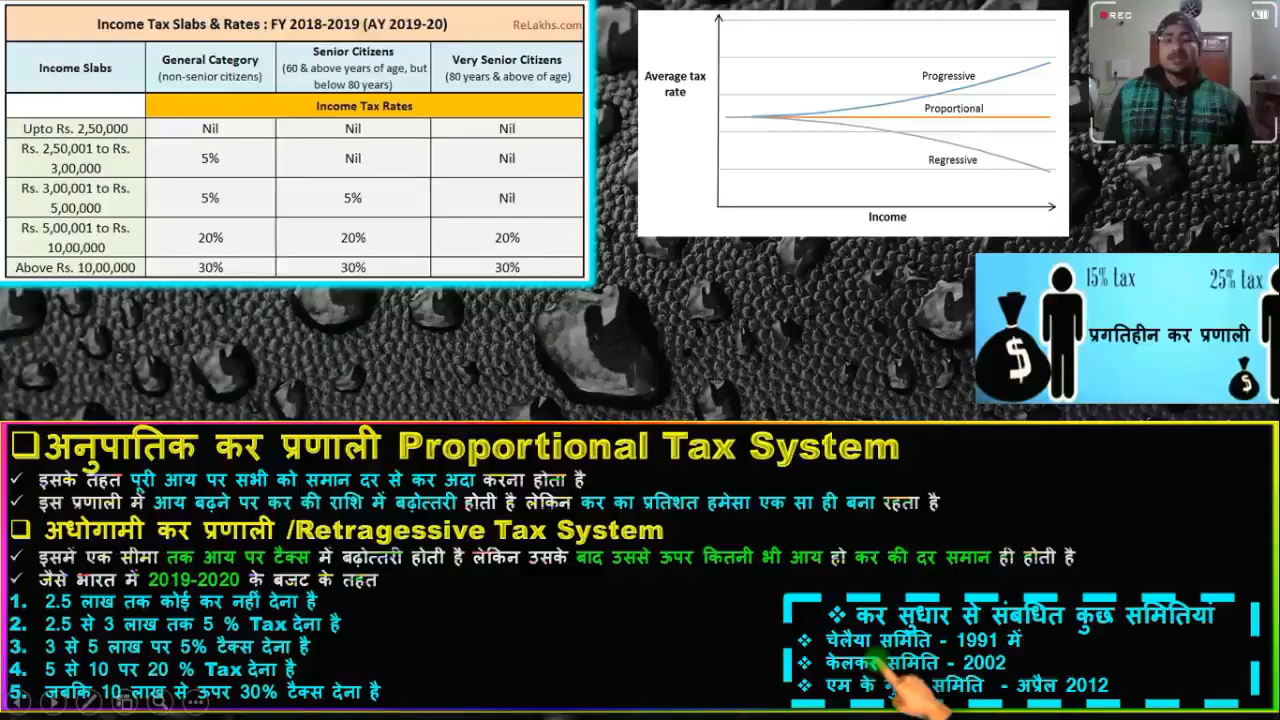 Income Tax Slabs & Rates : FY 2018-2019 (AY 2019-20) ReLakhs.com
Income Slabs
General Category
(non-senior citizens)
Senior Citizens
(60 & above years of age, but
below 80 years)
Very Senior Citizens
(80 years & above of age)
Income Tax Rates
Upto Rs. 2,50,000 Nil Nil Nil
Rs. 2,50,001 to Rs.
3,00,000 5% Nil Nil
Rs. 3,00,001 to Rs.
5,00,000 5% 5% Nil
Rs. 5,00,001 to Rs.
10,00,000 20% 20% 20%
Above Rs. 10,00,000 30% 30% 30%
Average tax
rate
Progressive
Proportional
Regressive
Income
REC
15% tax 25% tax
प्रगतिहीन कर प्रणाली
$ $
अनुपातिक कर प्रणाली Proportional Tax System
✓ इसके तहत पूरी आय पर सभी को समान दर से कर अदा करना होता है
✓ इस प्रणाली में आय बढ़ने पर कर की राशि में बढ़ोत्तरी होती है लेकिन कर का प्रतिशत हमेसा एक सा ही बना रहता है
अधोगामी कर प्रणाली /Retragessive Tax System
✓ इसमें एक सीमा तक आय पर टैक्स में बढ़ोत्तरी होती है लेकिन उसके बाद उससे ऊपर कितनी भी आय हो कर की दर समान ही होती है
✓ जेसे भारत में 2019-2020 के बजट के तहत
1. 2.5 लाख तक कोई कर नहीं देना है
2. 2.5 से 3 लाख तक 5 % Tax देना है
3. 3 से 5 लाख पर 5% टैक्स देना है
4. 5 से 10 पर 20 % Tax देना है
5. जबकि 10 लाख से ऊपर 30% टैक्स देना है
❖ कर सुधार से संबधित कुछ समितियां
❖ चेलैया समिति - 1991 में
❖ केलकर समिति - 2002
❖ एम के समिति - अप्रैल 2012